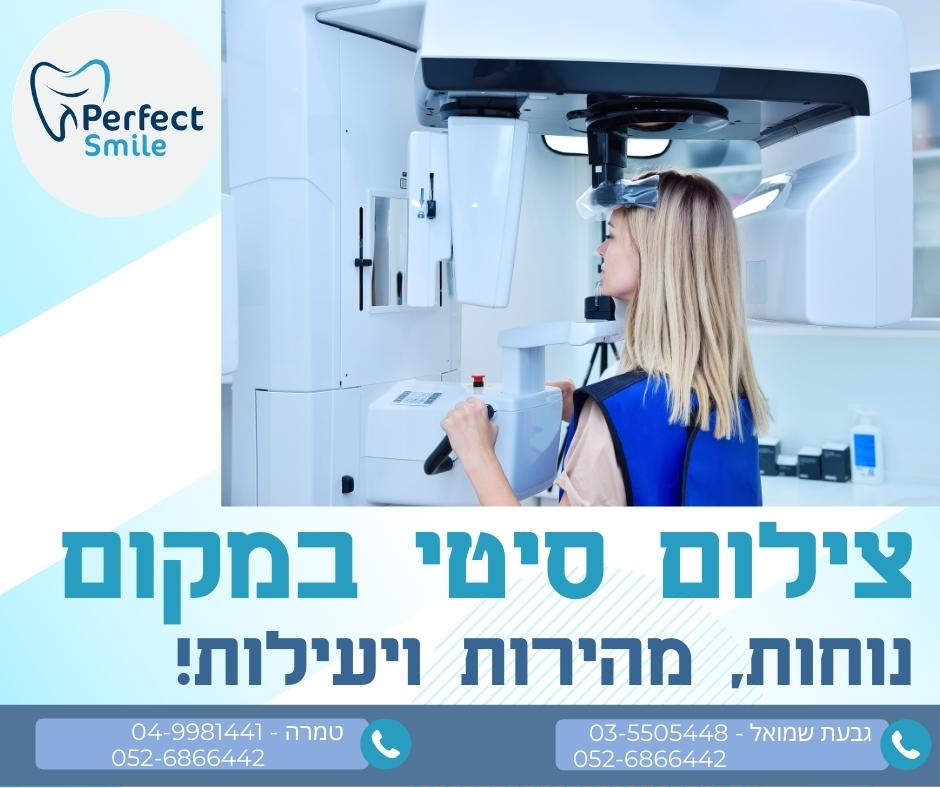 Perfect
Smile
צילום סיטי במקום
נוחות, מהירות ויעילות!
גבעת שמואל - 03-5505448
052-6866442
טמרה - 04-9981441
052-6866442